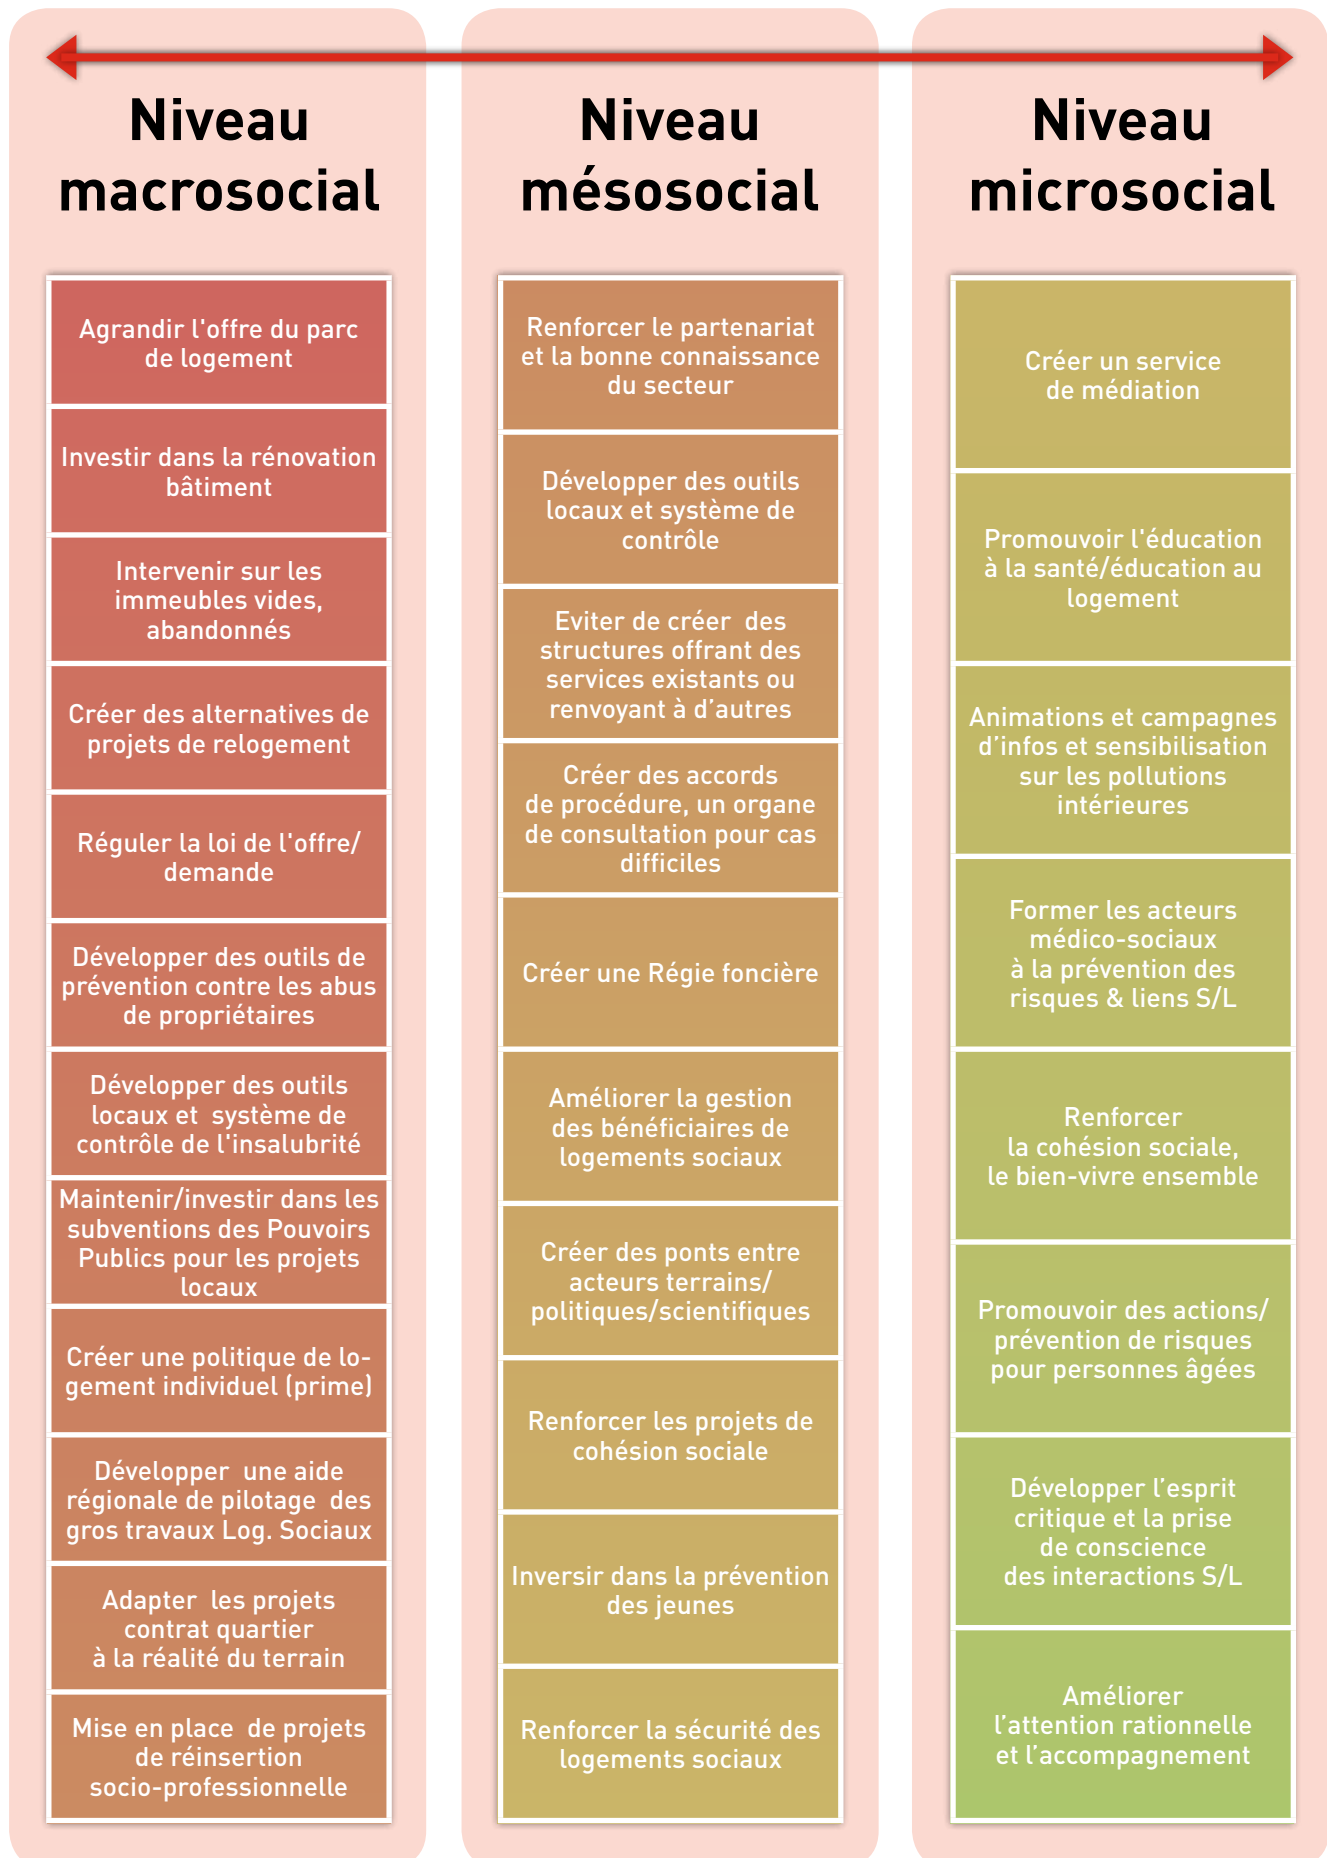 Niveau
macrosocial
Agrandir l'offre du parc
de logement
Investir dans la rénovation
bâtiment
Intervenir sur les
immeubles vides,
abandonnés
Créer des alternatives de
projets de relogement
Réguler la loi de l'offre/
demande
Développer des outils de
prévention contre les abus
de propriétaires
Développer des outils
locaux et système de
contrôle de l'insalubrité
Maintenir/investir dans les
subventions des Pouvoirs
Publics pour les projets
locaux
Créer une politique de lo-
gement individuel (prime)
Développer une aide
régionale de pilotage des
gros travaux Log. Sociaux
Adapter les projets
contrat quartier
à la réalité du terrain
Mise en place de projets
de réinsertion
socio-professionnelle
Niveau
mésosocial
Renforcer le partenariat
et la bonne connaissance
du secteur
Développer des outils
locaux et système de
contrôle
Eviter de créer des
structures offrant des
services existants ou
renvoyant à d’autres
Créer des accords
de procédure, un organe
de consultation pour cas
difficiles
Créer une Régie foncière
Améliorer la gestion
des bénéficiaires de
logements sociaux
Créer des ponts entre
acteurs terrains/
politiques/scientifiques
Renforcer les projets de
cohésion sociale
Inversir dans la prévention
des jeunes
Renforcer la sécurité des
logements sociaux
Niveau
microsocial
Créer un service
de médiation
Promouvoir l'éducation
à la santé/éducation au
logement
Animations et campagnes
d’infos et sensibilisation
sur les pollutions
intérieures
Former les acteurs
médico-sociaux
à la prévention des
risques & liens S/L
Renforcer
la cohésion sociale,
le bien-vivre ensemble
Promouvoir des actions/
prévention de risques
pour personnes âgées
Développer l’esprit
critique et la prise
de conscience
des interactions S/L
Améliorer
l’attention rationnelle
et l’accompagnement